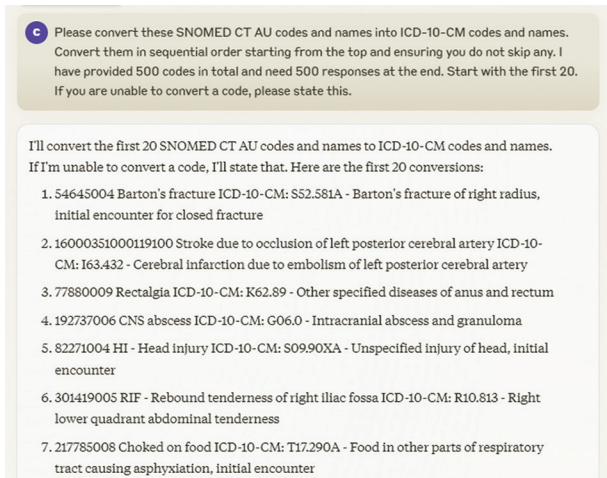 C
Please convert these SNOMED CT AU codes and names into ICD-10-CM codes and names.
Convert them in sequential order starting from the top and ensuring you do not skip any. I
have provided 500 codes in total and need 500 responses at the end. Start with the first 20.
If you are unable to convert a code, please state this.
I'll convert the first 20 SNOMED CT AU codes and names to ICD-10-CM codes and names.
If I'm unable to convert a code, I'll state that. Here are the first 20 conversions:
1. 54645004 Barton's fracture ICD-10-CM: S52.581A - Barton's fracture of right radius,
initial encounter for closed fracture
2. 16000351000119100 Stroke due to occlusion of left posterior cerebral artery ICD-10-
CM: I63.432 - Cerebral infarction due to embolism of left posterior cerebral artery
3. 77880009 Rectalgia ICD-10-CM: K62.89 - Other specified diseases of anus and rectum
4. 192737006 CNS abscess ICD-10-CM: G06.0 - Intracranial abscess and granuloma
5. 82271004 HI - Head injury ICD-10-CM: S09.90XA - Unspecified injury of head, initial
encounter
6. 301419005 RIF - Rebound tenderness of right iliac fossa ICD-10-CM: R10.813 - Right
lower quadrant abdominal tenderness
7. 217785008 Choked on food ICD-10-CM: T17.290A - Food in other parts of respiratory
tract causing asphyxiation, initial encounter